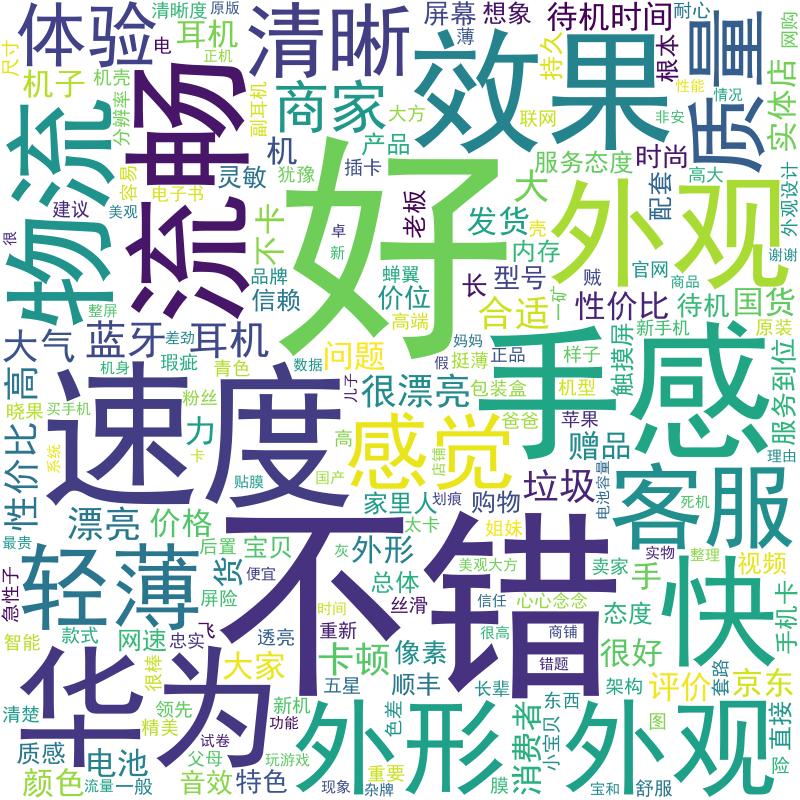 体验
清晰度
原版
电
正机
耳机
清晰
屏幕
想象
薄
待机时间
耐心
网购
尺寸
机子
机壳
分辨率
副耳机
商家
大方
效果
联网
持久
根本
性能
情况
质量
实体店
物流
流畅
容易
电子书
机
插卡
产品
灵敏
犹豫
服务态度
时尚
非安
高大
外观设计
建议
美观
很
不卡
卓
新
好
老板
大
发货
壳
内存
配套
外观
谢谢
整屏
品牌
信赖
蝉翼
价位
长
型号
贼
一矿
官网
商品
性价比
待机
国货
大气
蓝牙
差劲
耳机
高端
合适
新手机
原装
高
机身
瑕疵
青色
问题
数据
妈妈
挺薄
假
正品
手感
样子
触摸屏
服务到位
晓果
买手机
粉丝
儿子
很漂亮
包装盒
机型
性价比
速度
力
高
感觉
爸爸
苹果
赠品
理由
系统
卡
国产
店铺
垃圾
电池容量
客服
死机
漂亮
价格
贴膜
家里人
划痕
购物
太卡
姐妹
不错
最贵
后置
宝贝
灰
外形
美观大方
卖家
实物
整理
视频
轻薄
货
便宜
总体
手
快
急性子
屏险
时间
丝滑
信任
心心念念
态度
手机卡
智能
款式
网速
忠实
飞
透亮
重新
很高
商铺
错题
很棒
大家
卡顿
像素
很好
套路
华为
五星
顺丰
长辈
东西
架构
评价
京东
清楚
领先
新机
功能
外形
色差
消费者
小宝贝
外观
图
直接
质感
电池
精美
试卷
父母
玩游戏
重要
险
颜色
流量
一般
音效
特色
现象
杂牌
膜
宝和
舒服